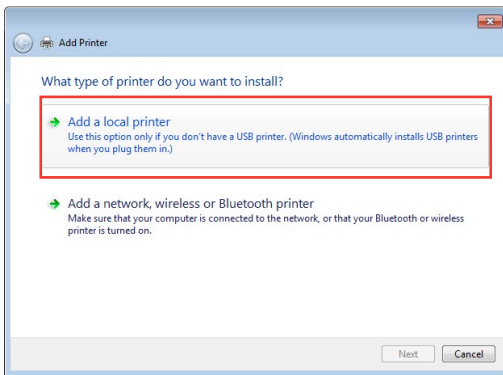 Add Printer
What type of printer do you want to install?
Add a local printer
Use this option only if you don't have a USB printer. (Windows automatically installs USB printers
when you plug them in.)
Add a network, wireless or Bluetooth printer
Make sure that your computer is connected to the network, or that your Bluetooth or wireless
printer is turned on.
Next Cancel